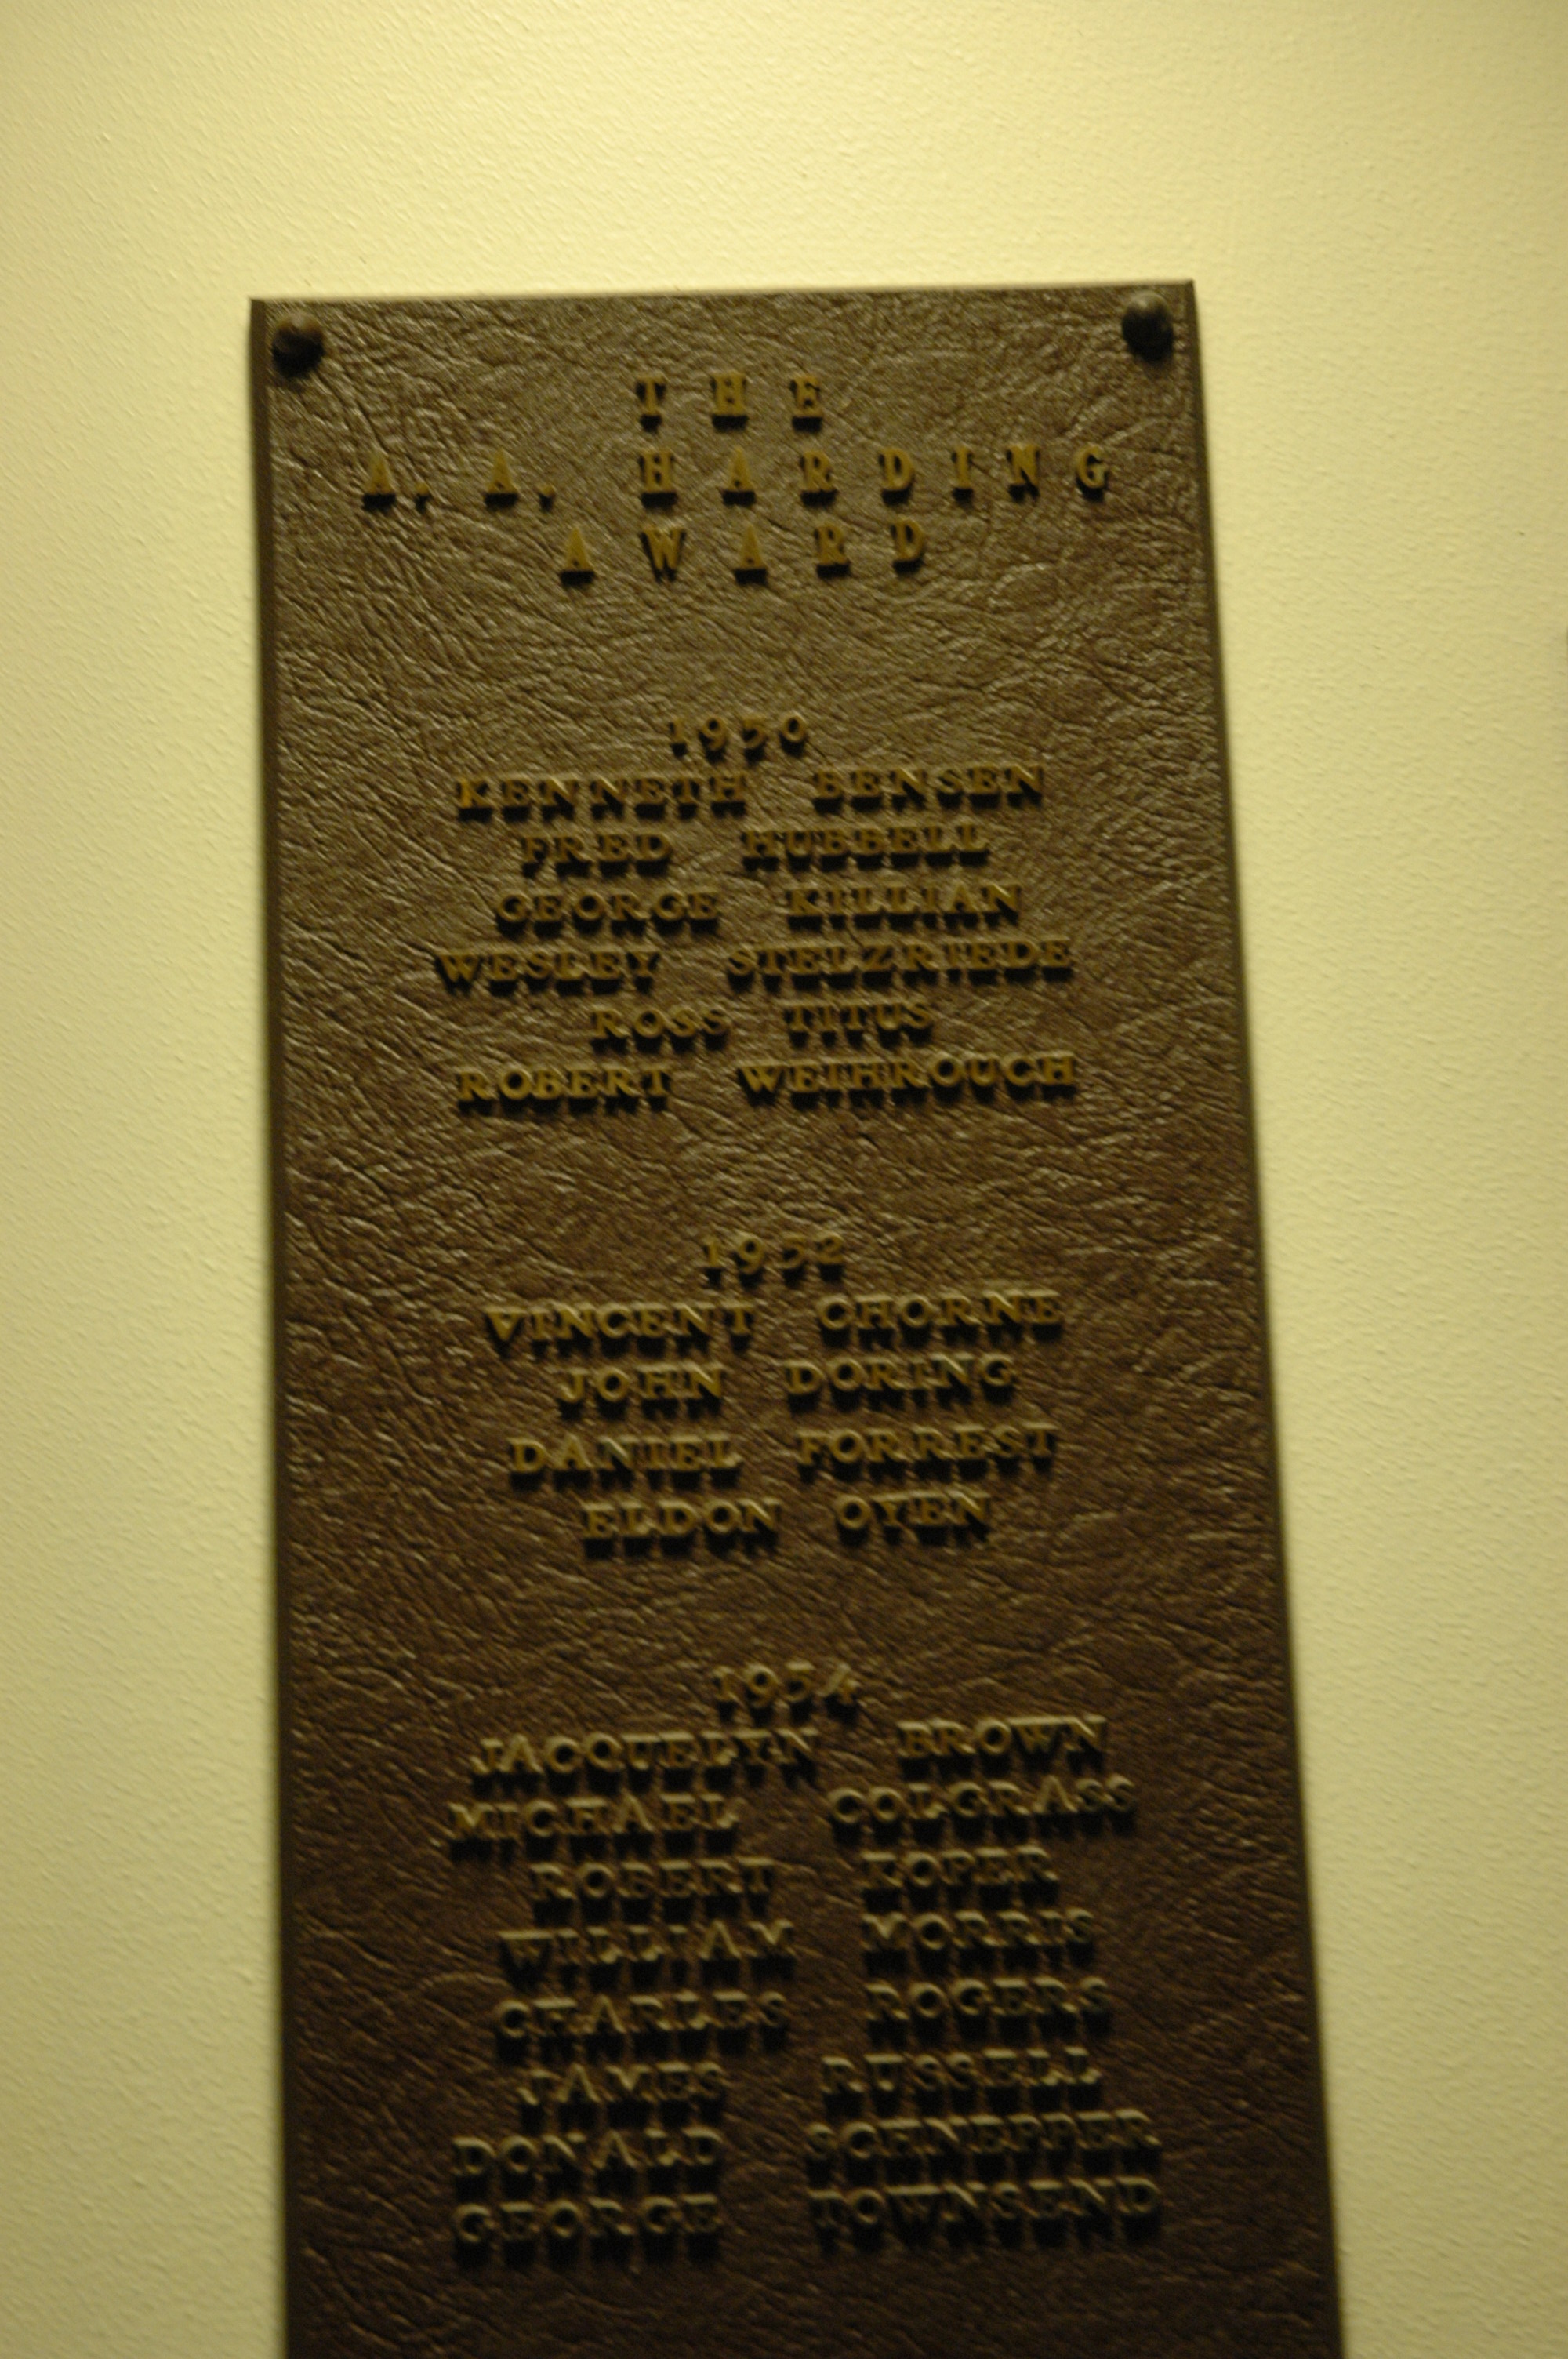 THE
A. A. HARDING
AWARD
1950
KENNETH BENSEN
FRED HUBBELL
GEORGE KILLIAN
WESLEY STELZRIEDE
ROSS TITUS
ROBERT WEIHROUCH
1952
VINCENT CHORNE
JOHN DORING
DANIEL FORREST
ELDON OYEN
1954
JACQUELYN BROWN
MICHAEL COLGRASS
ROBERT KOPER
WILLIAM MORRIS
CHARLES ROGERS
JAMES RUSSELL
DONALD SCHNEPPER
GEORGE TOWNSEND